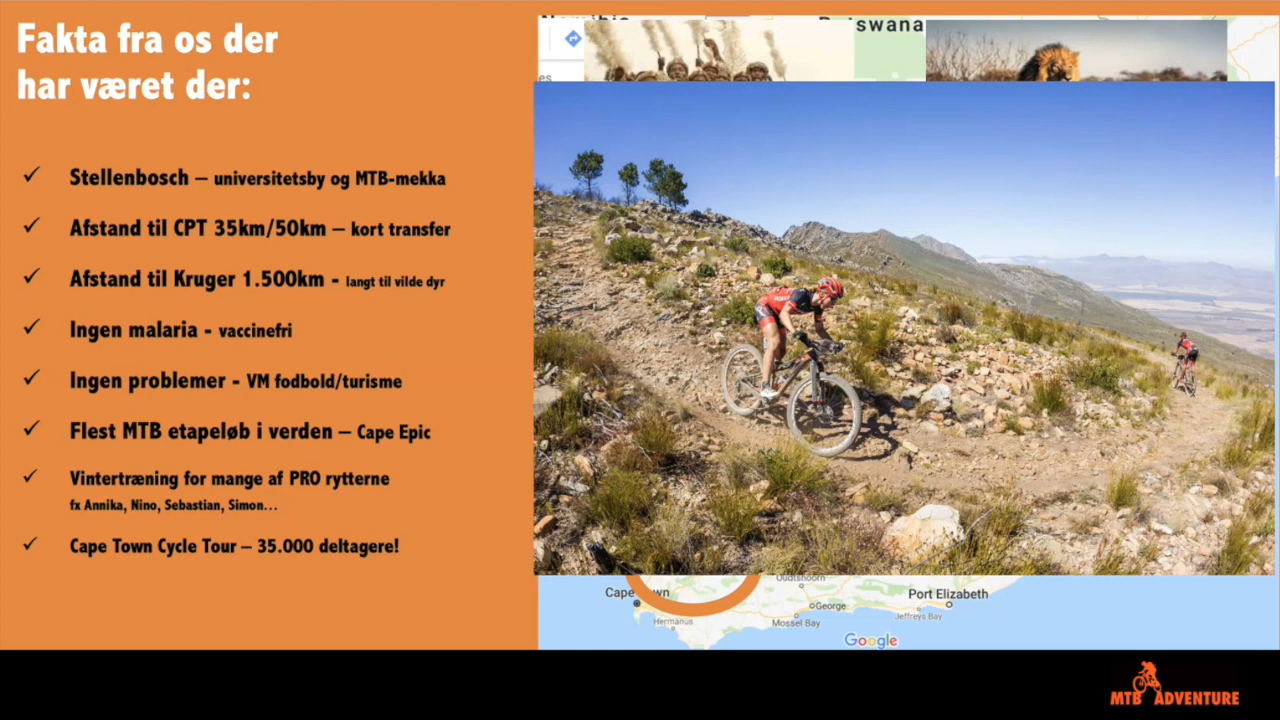 Fakta fra os der
har været der:
✓ Stellenbosch – universitetsby og MTB-mekka
✓ Afstand til CPT 35km/50km – kort transfer
✓ Afstand til Kruger 1.500km - langt til vilde dyr
✓ Ingen malaria - vaccinefri
✓ Ingen problemer - VM fodbold/turisme
✓ Flest MTB etapeløb i verden – Cape Epic
✓ Vintertræning for mange af PRO rytterne
fx Annika, Nino, Sebastian, Simon...
✓ Cape Town Cycle Tour – 35.000 deltagere!
Namibia
Botswana
es
Oudtshoorn
Cape Town
Port Elizabeth
George
Jeffreys Bay
Hermanus
Mossel Bay
Google
MTB ADVENTURE